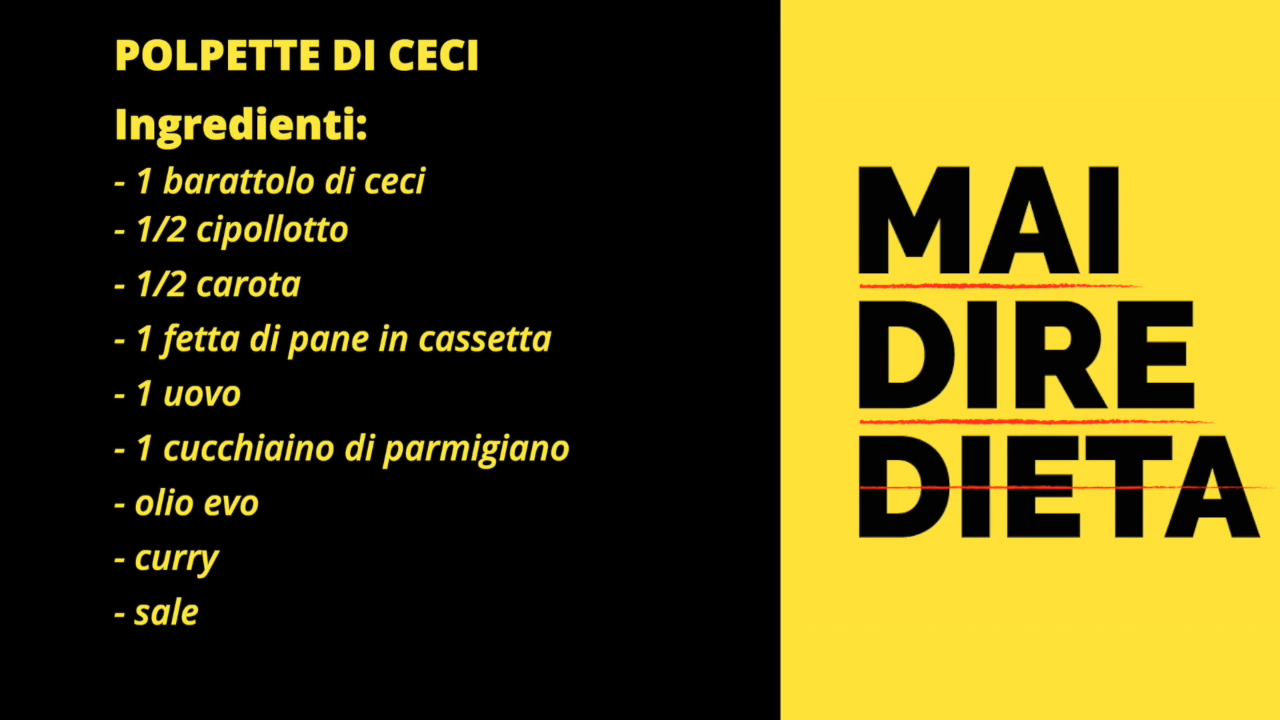 POLPETTE DI CECI
Ingredienti:
- 1 barattolo di ceci
- 1/2 cipollotto
- 1/2 carota
- 1 fetta di pane in cassetta
- 1 uovo
- 1 cucchiaino di parmigiano
- olio evo
- curry
- sale
MAI
DIRE
DIETA